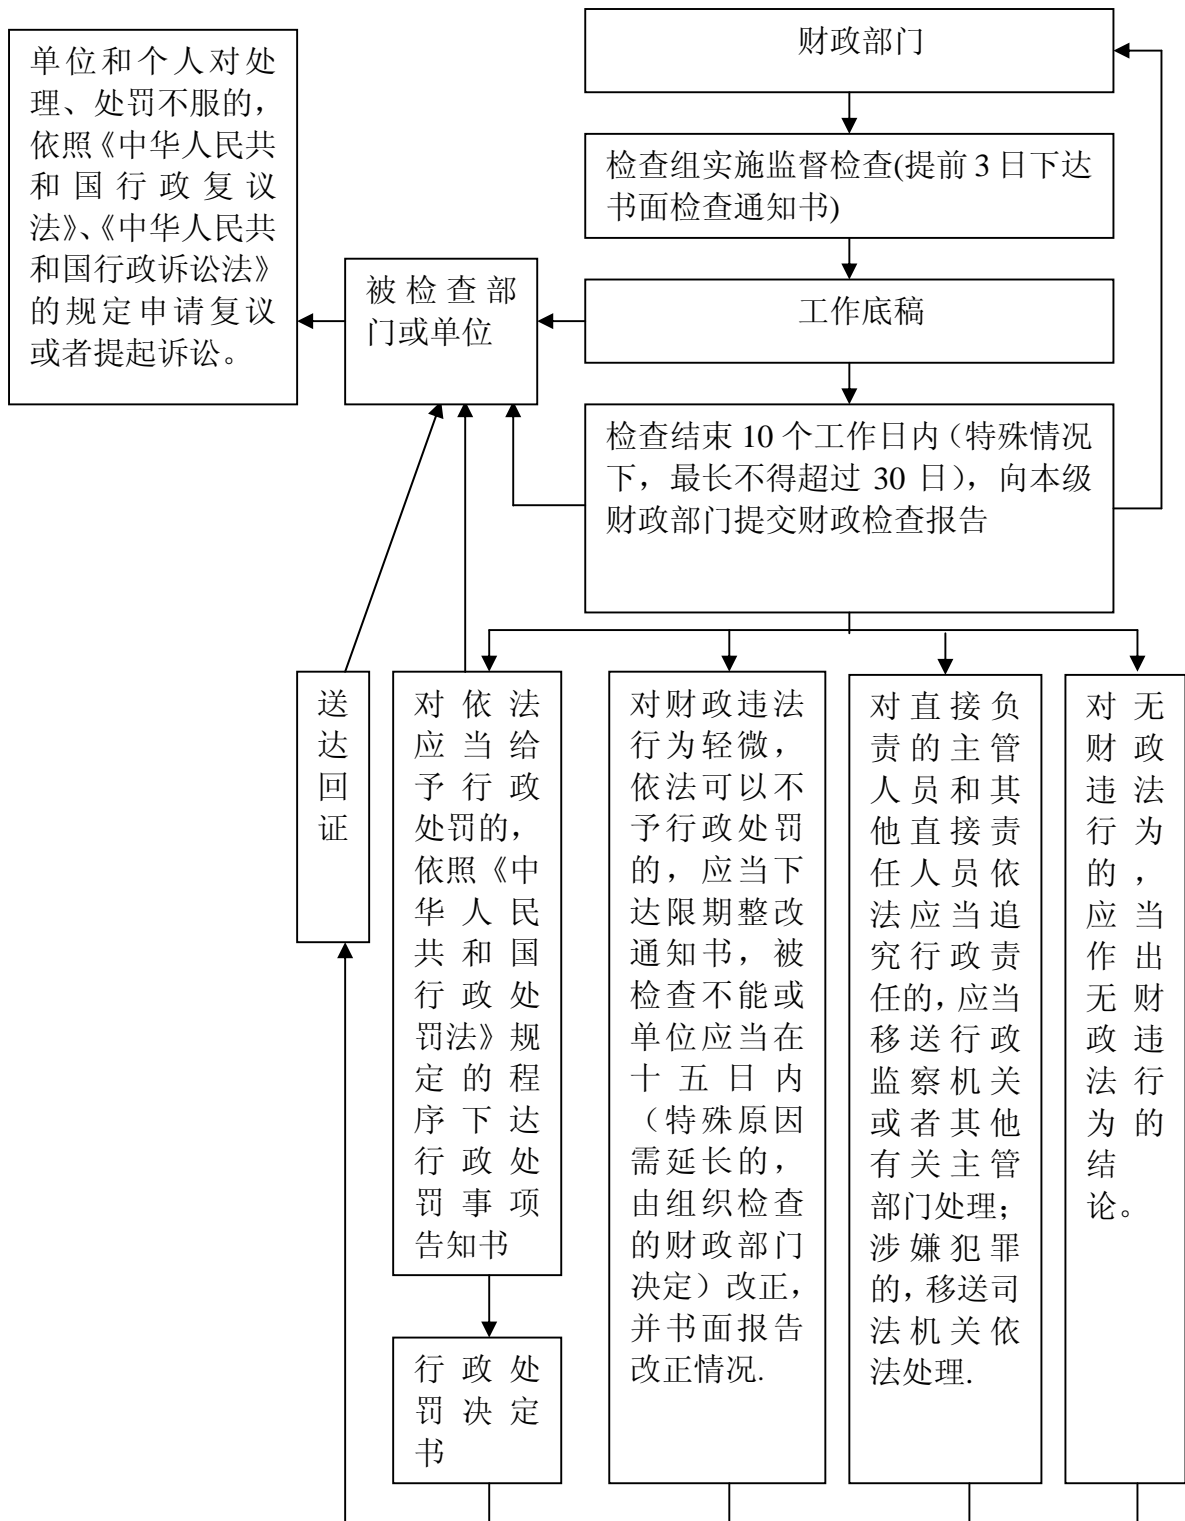 财政部门
检查组实施监督检查(提前 3 日下达
书面检查通知书)
工作底稿
被检查部
门或单位
单位和个人对处
理、处罚不服的,
依照《中华人民共
和国行政复议
法》、《中华人民共
和国行政诉讼法》
的规定申请复议
或者提起诉讼。
检查结束 10 个工作日内（特殊情况
下，最长不得超过 30 日），向本级
财政部门提交财政检查报告
送
达
回
证
对依法
应当给
予行政
处罚的，
依照《中
华人民
共和国
行政处
罚法》规
定的程
序下达
行政处
罚事项
告知书
行政处
罚决定
书
对财政违法
行为轻微，
依法可以不
予行政处罚
的，应当下
达限期整改
通知书，被
检查不能或
单位应当在
十五日内
（特殊原因
需延长的，
由组织检查
的财政部门
决定）改正，
并书面报告
改正情况.
对直接负
责的主管
人员和其
他直接责
任人员依
法应当追
究行政责
任的，应当
移送行政
监察机关
或者其他
有关主管
部门处理；
涉嫌犯罪
的，移送司
法机关依
法处理.
对无
财政
违法
行为
的，
应当
作出
无财
政违
法行
为的
结
论。